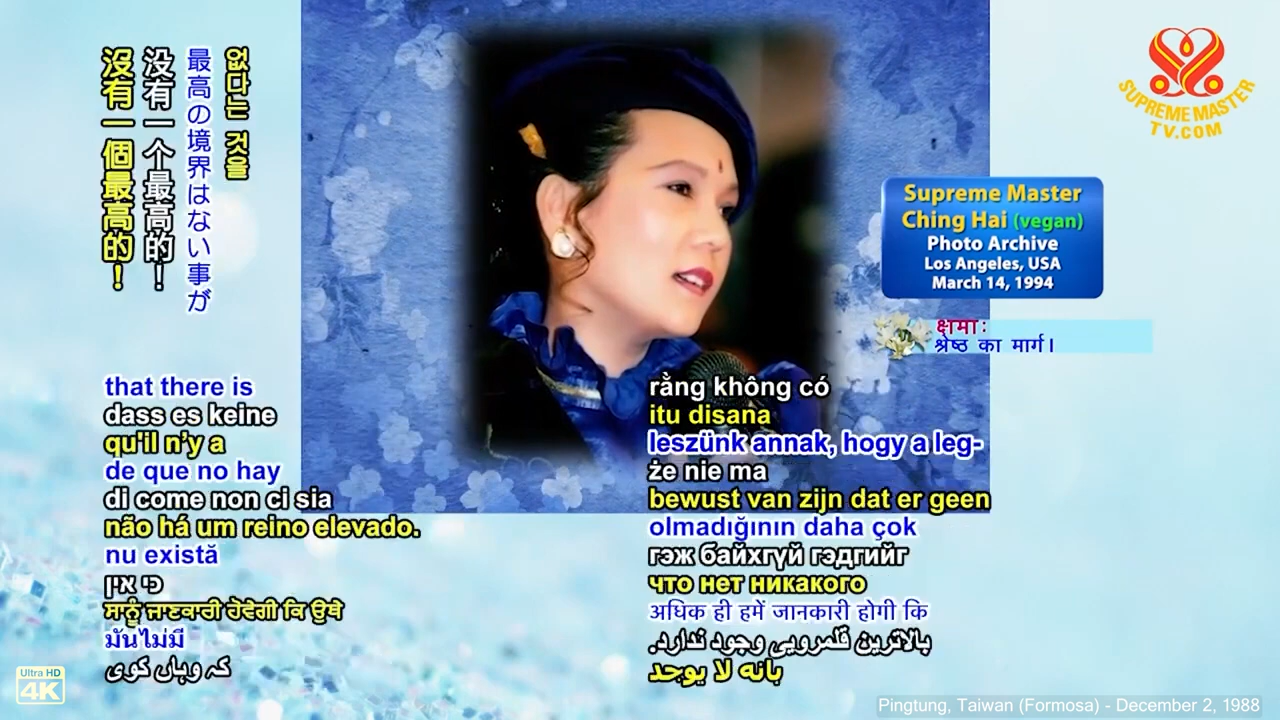 없다는 것을
最高の境界はない事が
没有一个最高的！
沒有一個最高的！
SUPREME MASTER
TV.COM
Supreme Master
Ching Hai (vegan)
Photo Archive
Los Angeles, USA
March 14, 1994
क्षमा:
श्रेष्ठ का मार्ग।
that there is
dass es keine
qu'il n'y a
de que no hay
di come non ci sia
não há um reino elevado.
nu există
כי אין
ਸਾਨੂੰ ਜਾਣਕਾਰੀ ਹੋਵੇਗੀ ਕਿ ਉਥੇ
มันไม่มี
کہ وہاں کوئی
rằng không có
itu disana
leszünk annak, hogy a leg-
że nie ma
bewust van zijn dat er geen
olmadığının daha çok
гэж байхгүй гэдгийг
что нет никакого
अधिक ही हमें जानकारी होगी कि
بالاترین قلمرویی وجود ندارد.
بانه لا يوجد
Ultra HD
4K
Pingtung, Taiwan (Formosa) - December 2, 1988